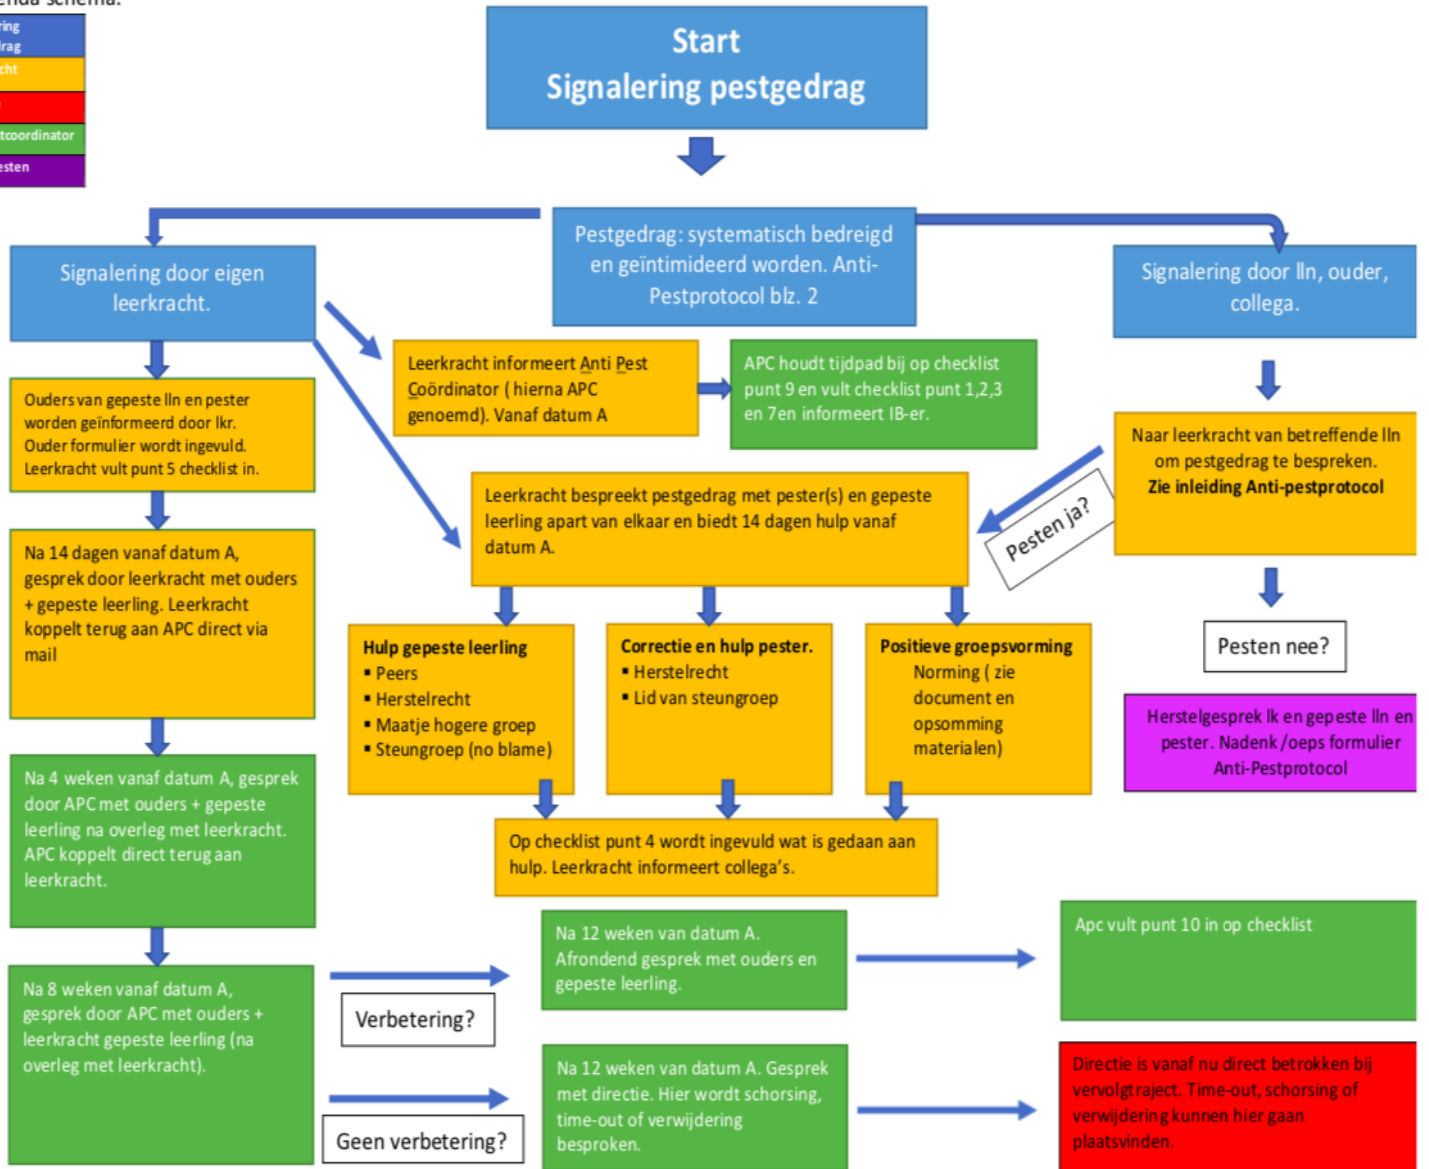 enda schema:
ring
rag
cht
tcoordinator
esten
Start
Signalering pestgedrag
Pestgedrag: systematisch bedreigd
en geïntimideerd worden. Anti-
Pestprotocol blz. 2
Signalering door eigen
leerkracht.
Signalering door lln, ouder,
collega.
Leerkracht informeert Anti Pest
Coördinator ( hierna APC
genoemd). Vanaf datum A
APC houdt tijdpad bij op checklist
punt 9 en vult checklist punt 1,2,3
en 7en informeert IB-er.
Ouders van gepeste lln en pester
worden geïnformeerd door lkr.
Ouder formulier wordt ingevuld.
Leerkracht vult punt 5 checklist in.
Naar leerkracht van betreffende lln
om pestgedrag te bespreken.
Zie inleiding Anti-pestprotocol
Leerkracht bespreekt pestgedrag met pester(s) en gepeste
leerling apart van elkaar en biedt 14 dagen hulp vanaf
datum A.
Pesten ja?
Na 14 dagen vanaf datum A,
gesprek door leerkracht met ouders
+ gepeste leerling. Leerkracht
koppelt terug aan APC direct via
mail
Hulp gepeste leerling
▪ Peers
▪ Herstelrecht
▪ Maatje hogere groep
▪ Steungroep (no blame)
Correctie en hulp pester.
▪ Herstelrecht
▪ Lid van steungroep
Positieve groepsvorming
Norming ( zie
document en
opsomming
materialen)
Pesten nee?
Herstelgesprek lk en gepeste lln en
pester. Nadenk /oeps formulier
Anti-Pestprotocol
Na 4 weken vanaf datum A, gesprek
door APC met ouders + gepeste
leerling na overleg met leerkracht.
APC koppelt direct terug aan
leerkracht.
Op checklist punt 4 wordt ingevuld wat is gedaan aan
hulp. Leerkracht informeert collega's.
Na 8 weken vanaf datum A,
gesprek door APC met ouders +
leerkracht gepeste leerling (na
overleg met leerkracht).
Verbetering?
Na 12 weken van datum A.
Afrondend gesprek met ouders en
gepeste leerling.
Apc vult punt 10 in op checklist
Geen verbetering?
Na 12 weken van datum A. Gesprek
met directie. Hier wordt schorsing,
time-out of verwijdering
besproken.
Directie is vanaf nu direct betrokken bij
vervolgtraject. Time-out, schorsing of
verwijdering kunnen hier gaan
plaatsvinden.